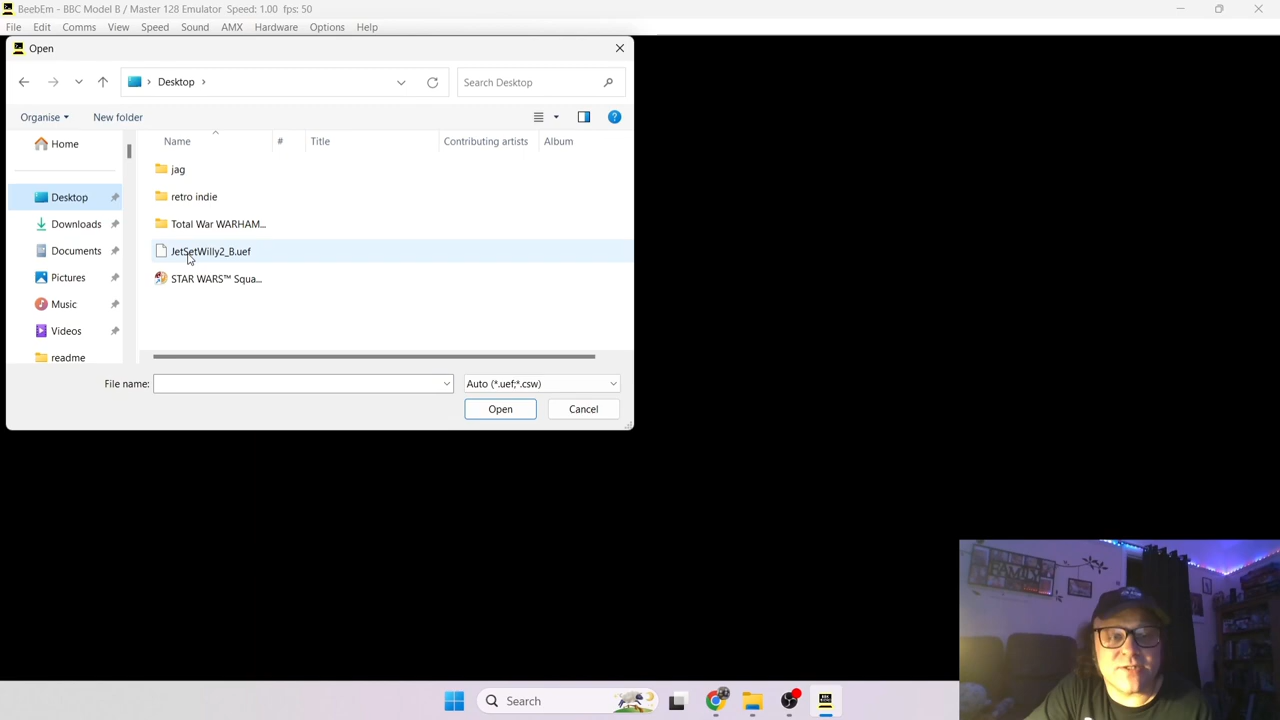 BeebEm - BBC Model B / Master 128 Emulator Speed: 1.00 fps: 50
File Edit Comms View Speed Sound AMX Hardware Options Help
Open
Desktop
Search Desktop
Organise
New folder
Name
#
Title
Contributing artists
Album
Home
Desktop
Downloads
Documents
Pictures
Music
Videos
readme
jag
retro indie
Total War WARHAM...
JetSetWilly2_B.uef
STAR WARS™ Squa...
File name:
Auto (*.uef;*.csw)
Open
Cancel
FAMILY
Search